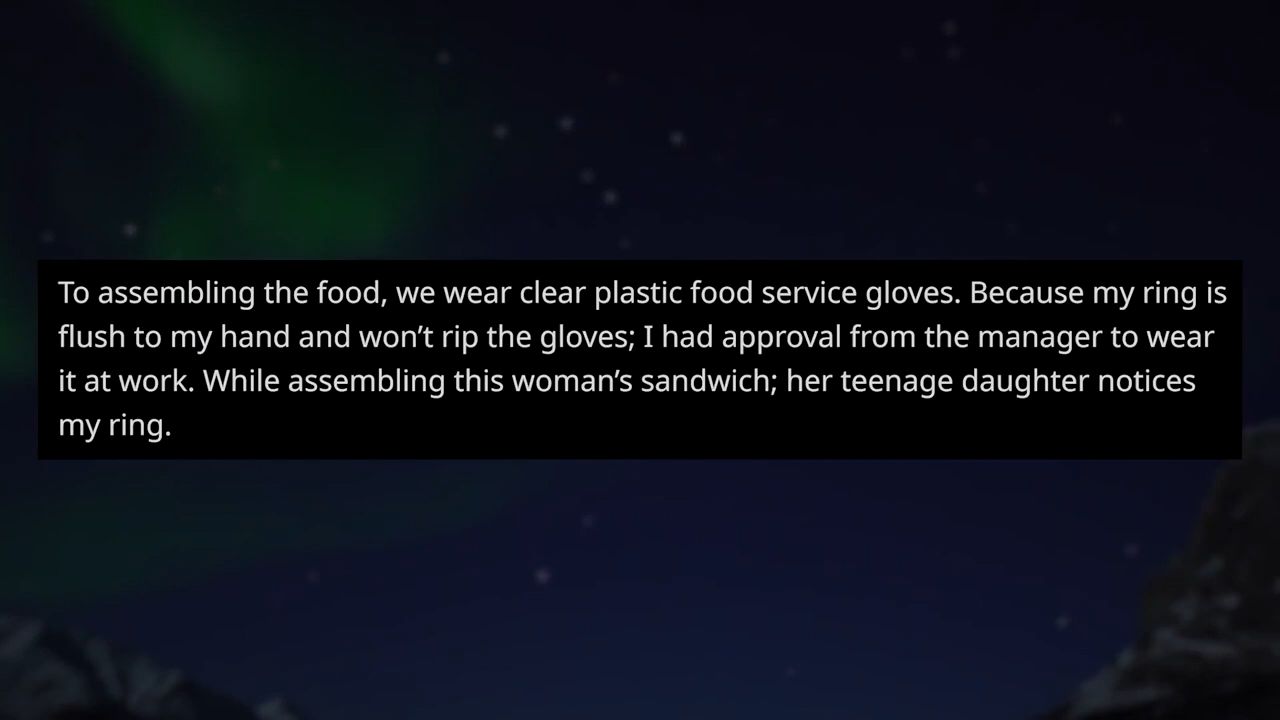 To assembling the food, we wear clear plastic food service gloves. Because my ring is
flush to my hand and won’t rip the gloves; I had approval from the manager to wear
it at work. While assembling this woman’s sandwich; her teenage daughter notices
my ring.